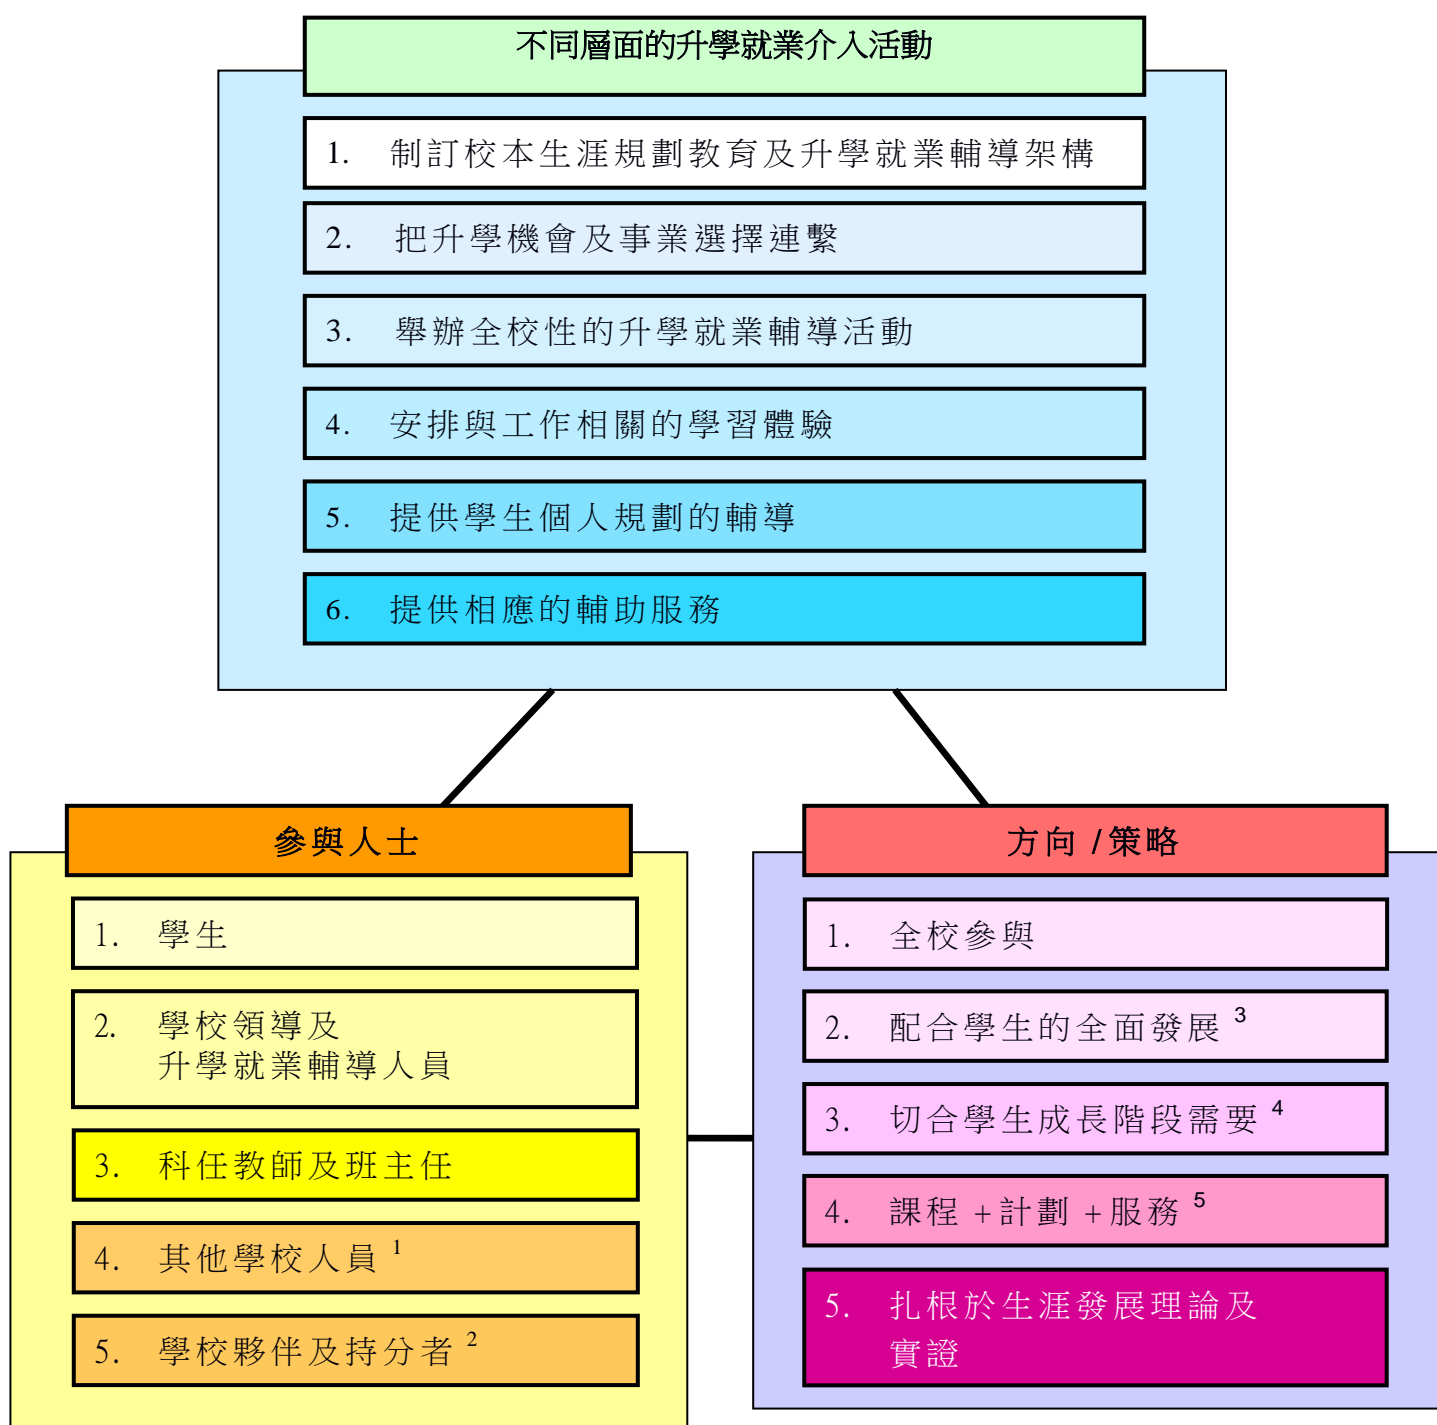 不同層面的升學就業介入活動
1. 制訂校本生涯規劃教育及升學就業輔導架構
2. 把升學機會及事業選擇連繫
3. 舉辦全校性的升學就業輔導活動
4. 安排與工作相關的學習體驗
5. 提供學生個人規劃的輔導
6. 提供相應的輔助服務
參與人士
1. 學生
2. 學校領導及
升學就業輔導人員
3. 科任教師及班主任
4. 其他學校人員 1
5. 學校夥伴及持分者 2
方向 /策略
1. 全校參與
2. 配合學生的全面發展 3
3. 切合學生成長階段需要 4
4. 課程 +計劃 +服務 5
5. 扎根於生涯發展理論及
實證